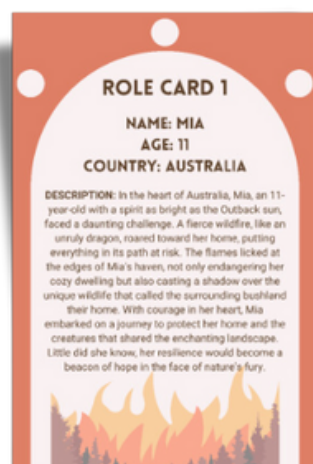 ROLE CARD 1
NAME: MIA
AGE: 11
COUNTRY: AUSTRALIA
DESCRIPTION: In the heart of Australia, Mia, an 11-
year-old with a spirit as bright as the Outback sun,
faced a daunting challenge. A fierce wildfire, like an
unruly dragon, roared toward her home, putting
everything in its path at risk. The flames licked at
the edges of Mia's haven, not only endangering her
cozy dwelling but also casting a shadow over the
unique wildlife that called the surrounding bushland
their home. With courage in her heart, Mia
embarked on a journey to protect her home and the
creatures that shared the enchanting landscape.
Little did she know, her resilience would become a
beacon of hope in the face of nature's fury.